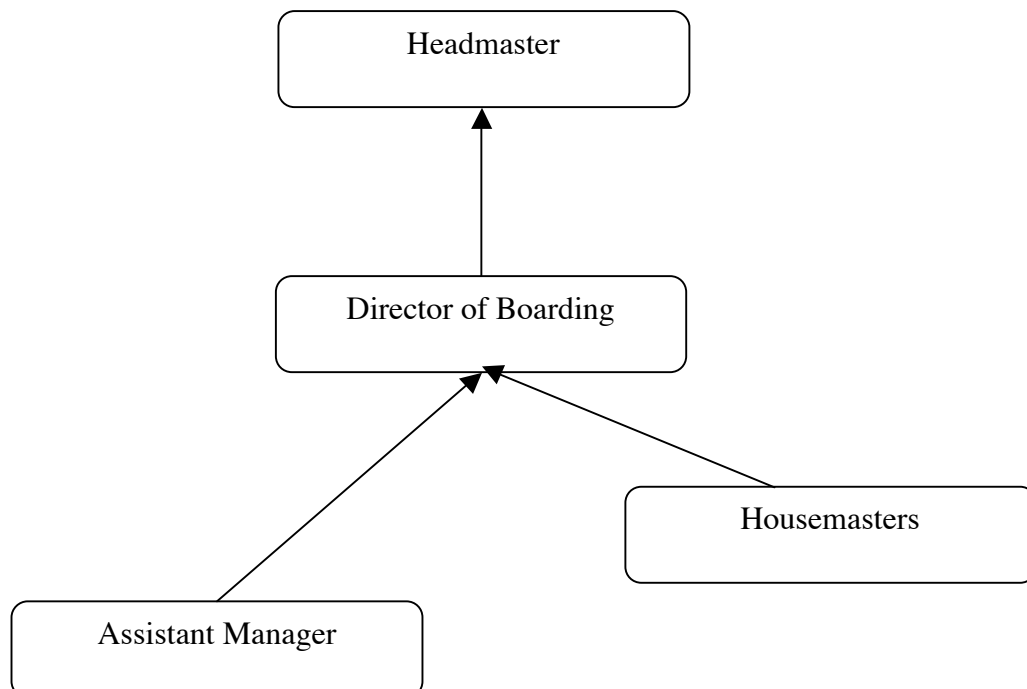 Headmaster
Director of Boarding
Housemasters
Assistant Manager